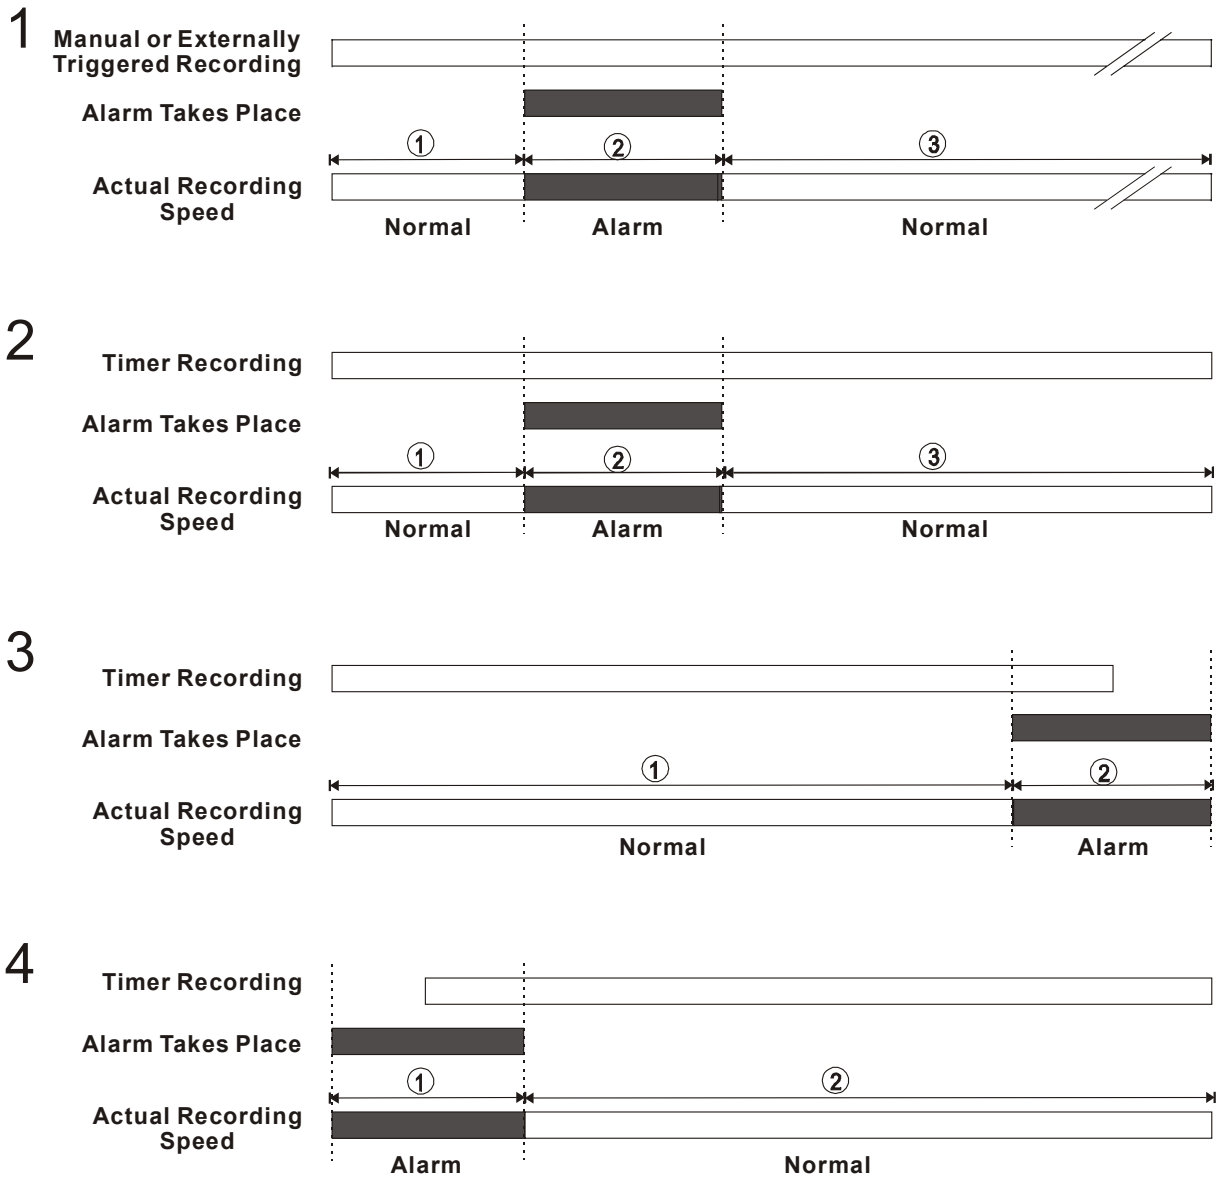 1
Manual or Externally
Triggered Recording
Alarm Takes Place
① ② ③
Actual Recording
Speed
Normal Alarm Normal
2
Timer Recording
Alarm Takes Place
① ② ③
Actual Recording
Speed
Normal Alarm Normal
3
Timer Recording
Alarm Takes Place
① ②
Actual Recording
Speed
Normal Alarm
4
Timer Recording
Alarm Takes Place
① ②
Actual Recording
Speed
Alarm Normal